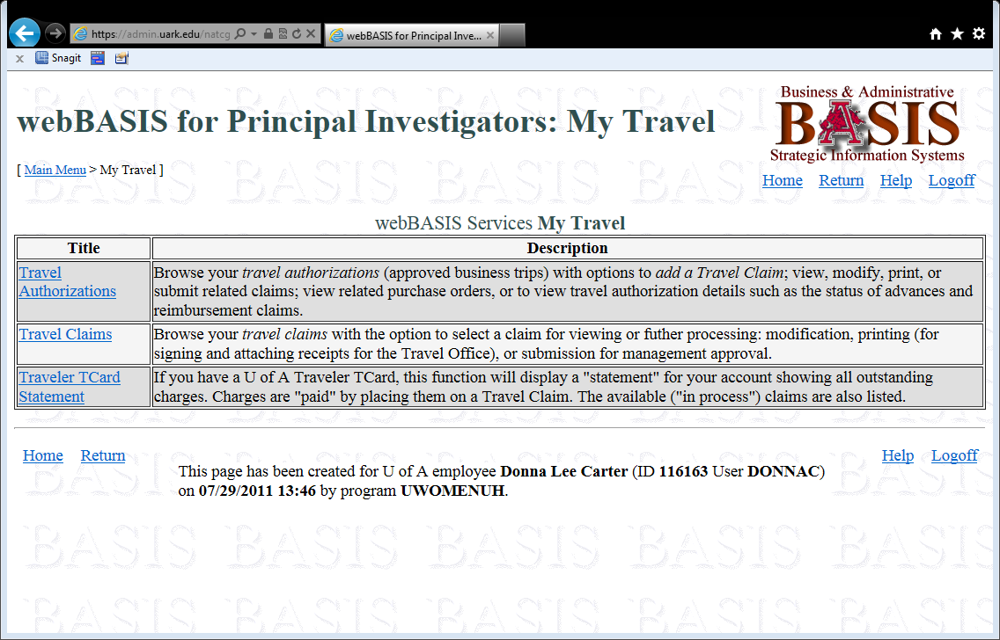 https://admin.uark.edu/natcg
webBASIS for Principal Inve...
x Snagit
Business & Administrative
BASIS
Strategic Information Systems
webBASIS for Principal Investigators: My Travel
[ Main Menu > My Travel ]
Home Return Help Logoff
webBASIS Services My Travel
Title Description
Travel Authorizations
Browse your travel authorizations (approved business trips) with options to add a Travel Claim; view, modify, print, or
submit related claims; view related purchase orders, or to view travel authorization details such as the status of advances and
reimbursement claims.
Travel Claims
Browse your travel claims with the option to select a claim for viewing or futher processing: modification, printing (for
signing and attaching receipts for the Travel Office), or submission for management approval.
Traveler TCard
Statement
If you have a U of A Traveler TCard, this function will display a "statement" for your account showing all outstanding
charges. Charges are "paid" by placing them on a Travel Claim. The available ("in process") claims are also listed.
Home Return Help Logoff
This page has been created for U of A employee Donna Lee Carter (ID 116163 User DONNAC)
on 07/29/2011 13:46 by program UWOMENUH.